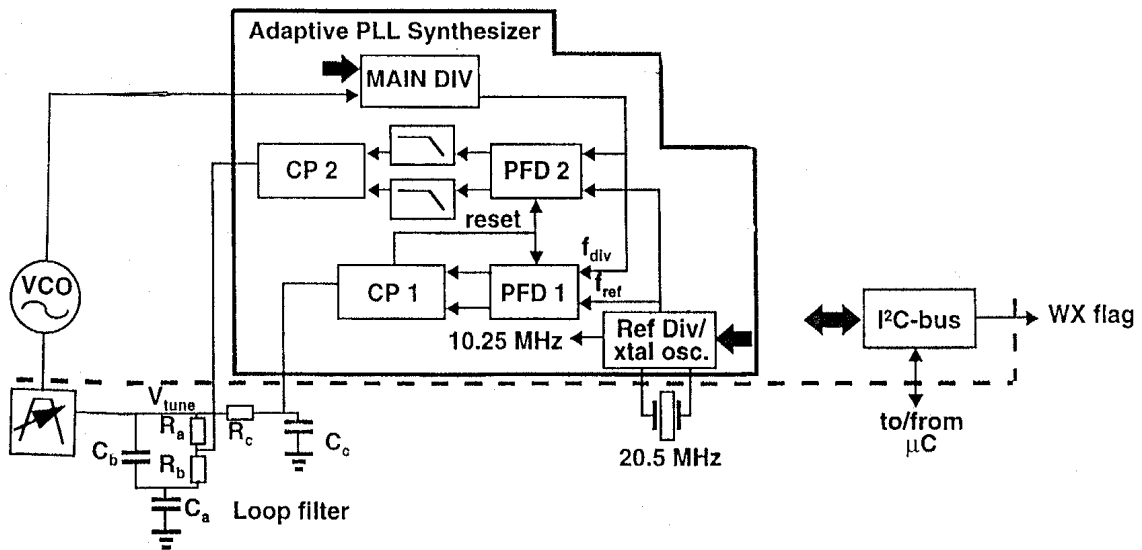 Adaptive PLL Synthesizer
MAIN DIV
CP 2
PFD 2
reset
f_div
f_ref
VCO
CP 1
PFD 1
10.25 MHz
Ref Div/
xtal osc.
I²C-bus
WX flag
V_tune
R_a
R_b
R_c
C_b
C_c
C_a
Loop filter
20.5 MHz
to/from
μC